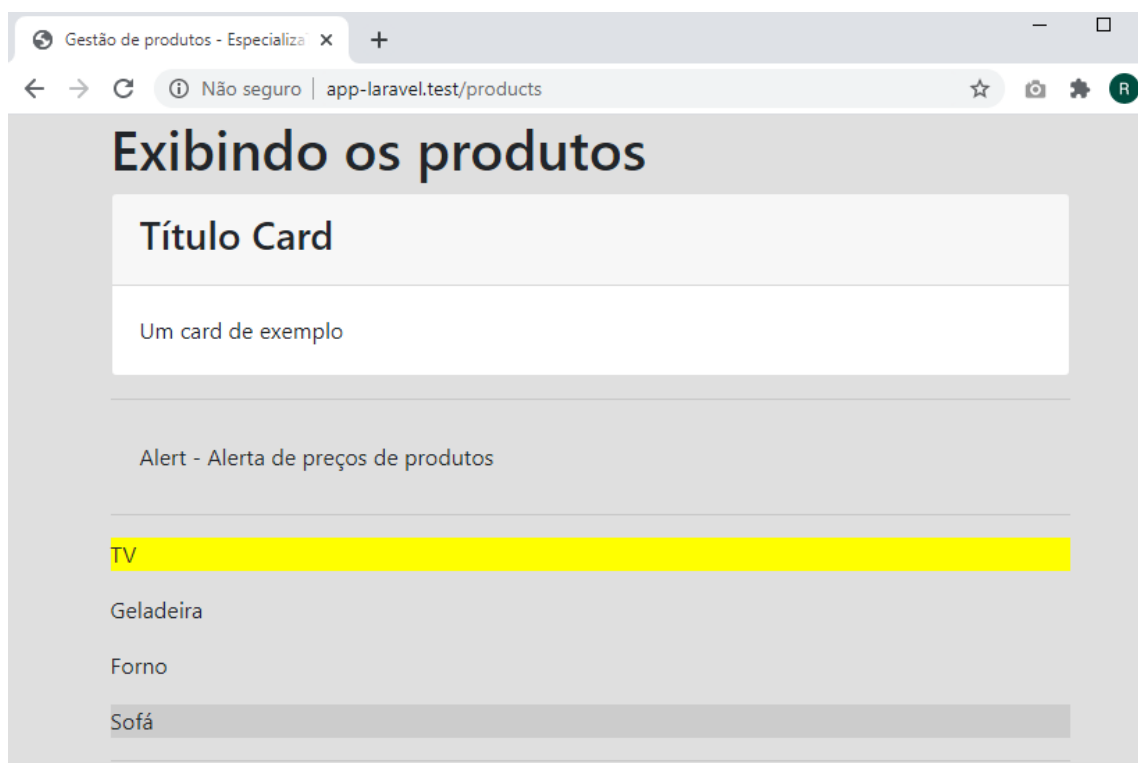 Gestão de produtos - Especializa
Não seguro | app-laravel.test/products
R
Exibindo os produtos
Título Card
Um card de exemplo
Alert - Alerta de preços de produtos
TV
Geladeira
Forno
Sofá